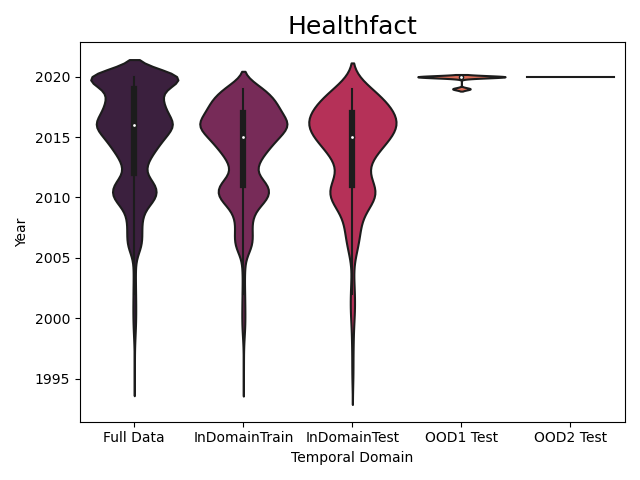 Healthfact
2020
2015
2010
2005
2000
1995
Year
Full Data
InDomainTrain
InDomainTest
OOD1 Test
OOD2 Test
Temporal Domain